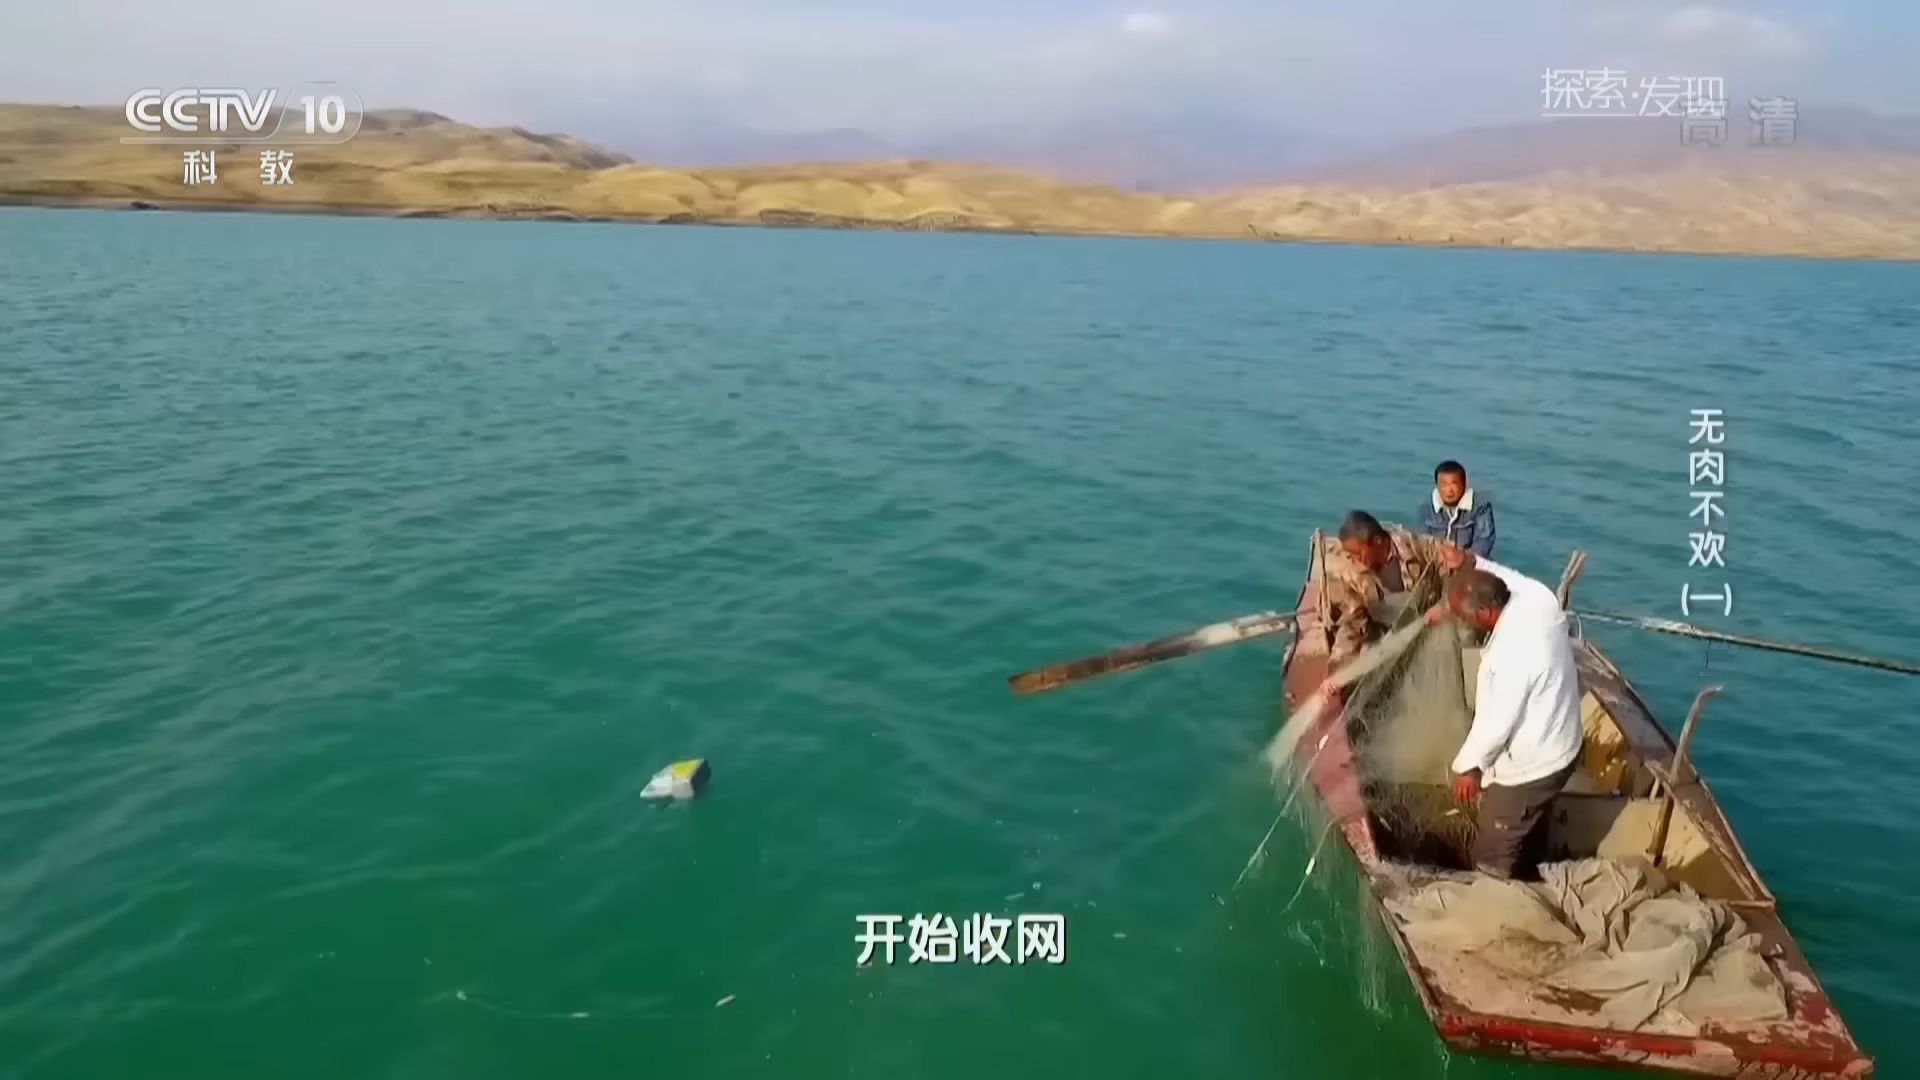 CCTV 10
科 教
探索·发现
高 清
无肉不欢(一)
开始收网